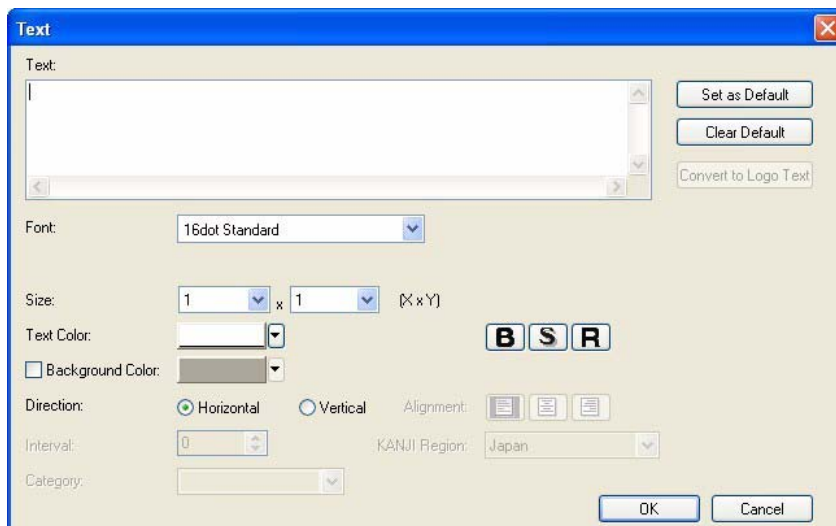 Text
Text:
Set as Default
Clear Default
Convert to Logo Text
Font: 16dot Standard
Size: 1 x 1 (X x Y)
Text Color: B S R
Background Color:
Direction: Horizontal Vertical Alignment:
Interval: 0 KANJI Region: Japan
Category:
OK Cancel